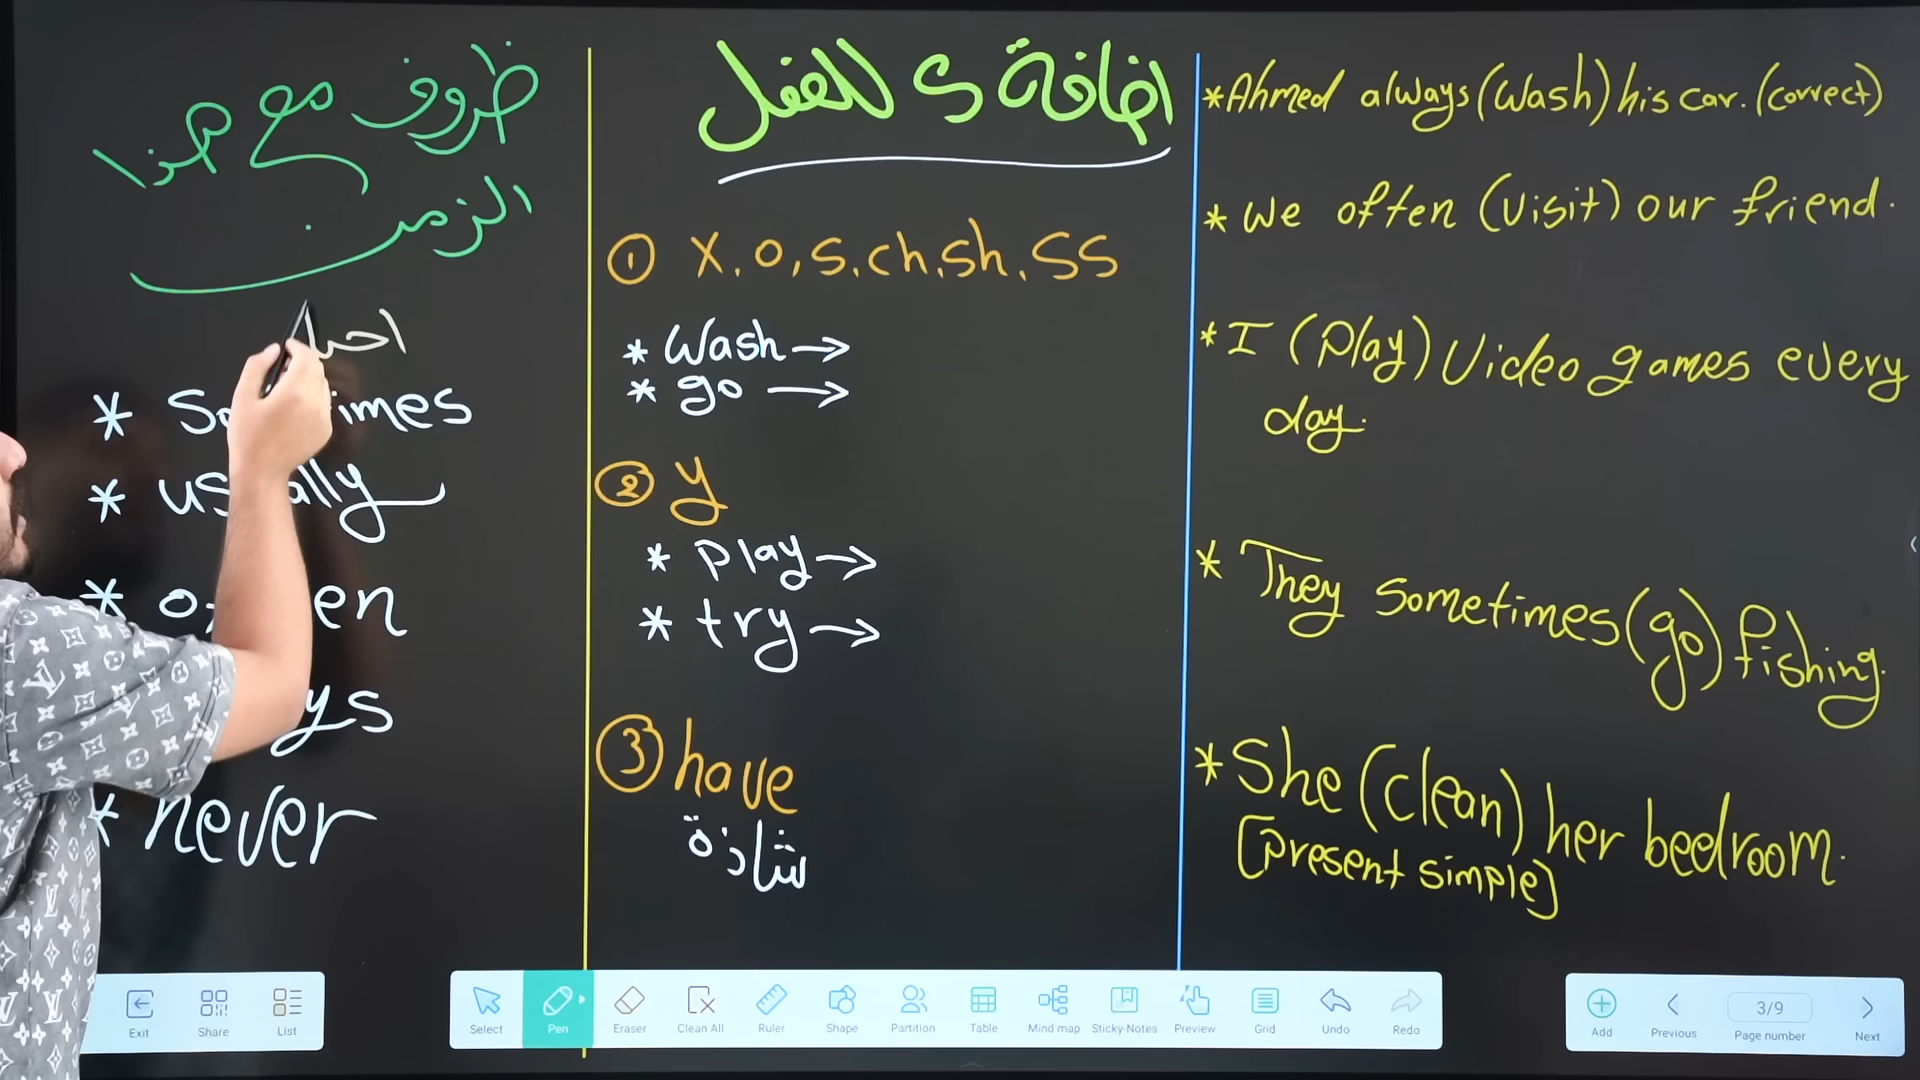 ظروف مع هذا
الزمن
احيا
* Sometimes
* usually
* often
ys
* never
اضافة s للفعل
① X, o, s, ch, sh, ss
* Wash →
* go →
② y
* Play →
* try →
③ have
شاذة
* Ahmed always (Wash) his car. (correct)
* We often (visit) our friend.
* I (Play) Video games every
day.
* They Sometimes (go) fishing.
* She (clean) her bedroom.
[Present simple]
Exit
Share
List
Select
Pen
Eraser
Clean All
Ruler
Shape
Partition
Table
Mind map
Sticky-Notes
Preview
Grid
Undo
Redo
Add
Previous
3/9
Page number
Next